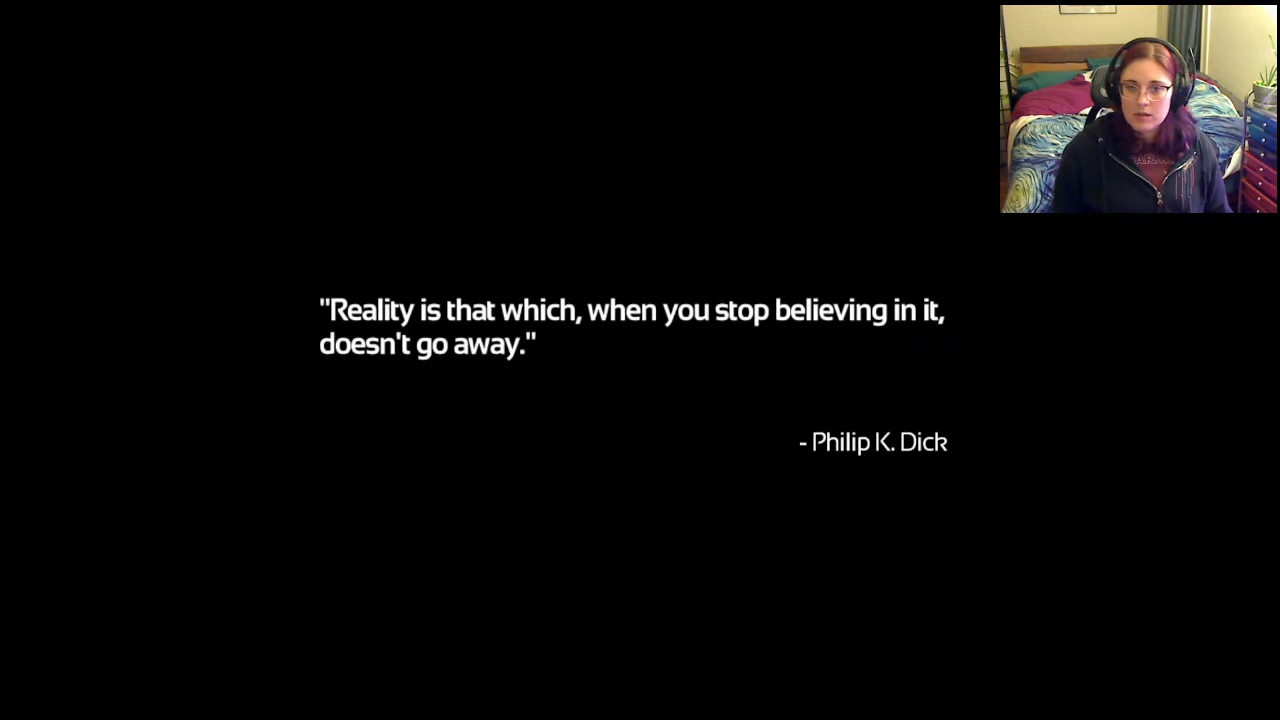 "Reality is that which, when you stop believing in it,
doesn't go away."
- Philip K. Dick